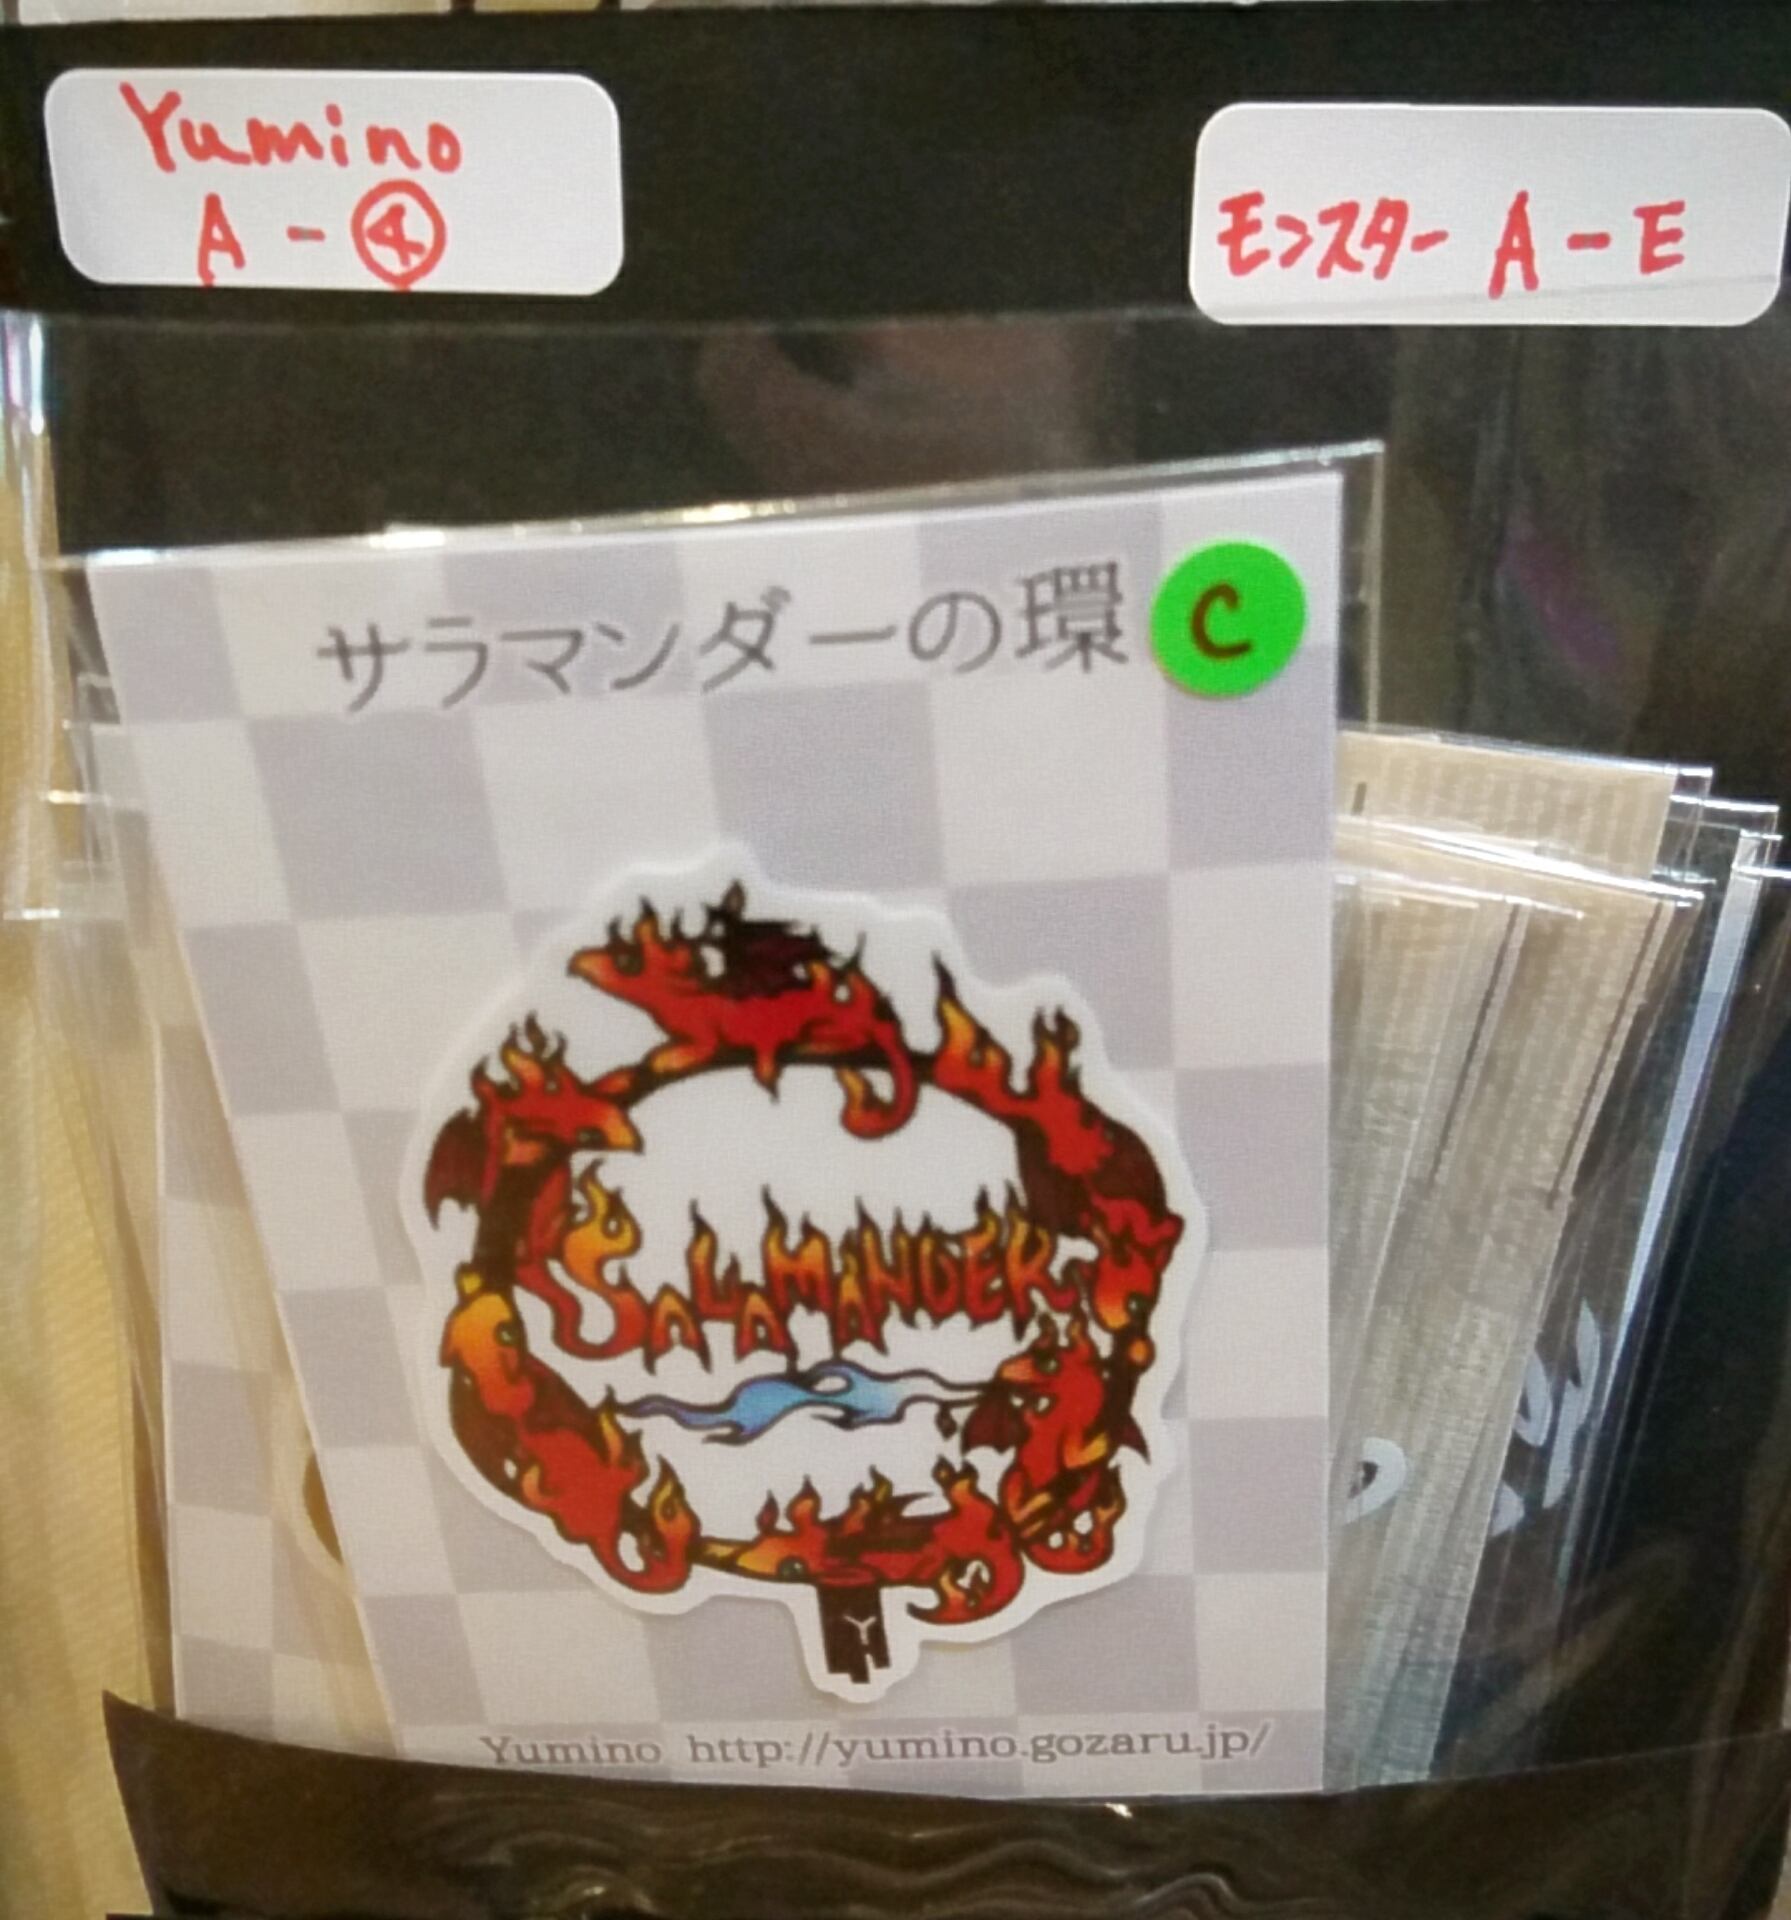 Yumino
A - ④
モンスター A - E
サラマンダーの環
C
SALAMANDER
Y
Yumino http://yumino.gozaru.jp/